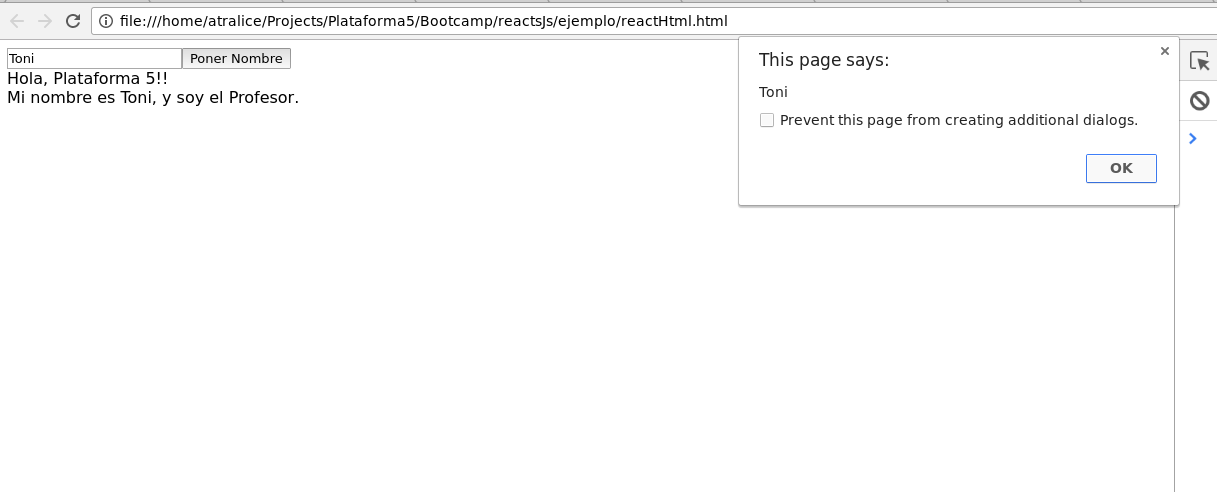 file:///home/atralice/Projects/Plataforma5/Bootcamp/reactsJs/ejemplo/reactHtml.html
Toni
Poner Nombre
Hola, Plataforma 5!!
Mi nombre es Toni, y soy el Profesor.
This page says:
Toni
Prevent this page from creating additional dialogs.
OK